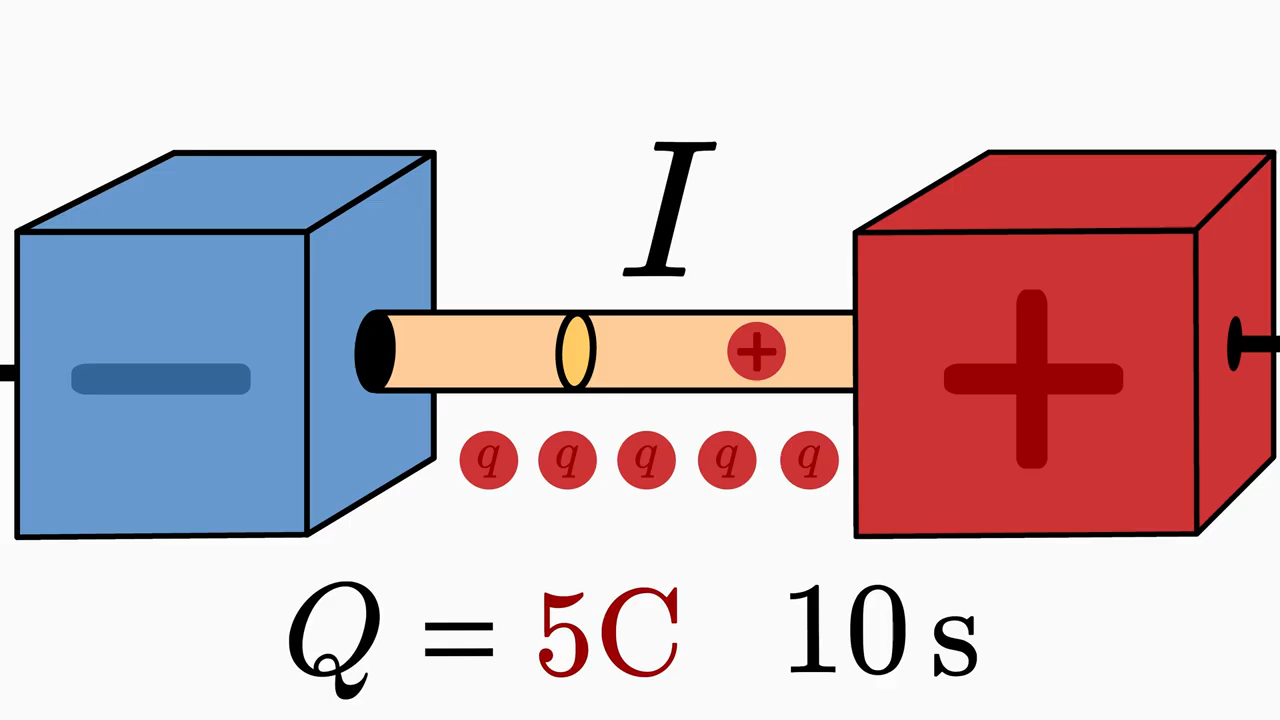 I
+
q q q q q
− +
Q = 5C 10 s